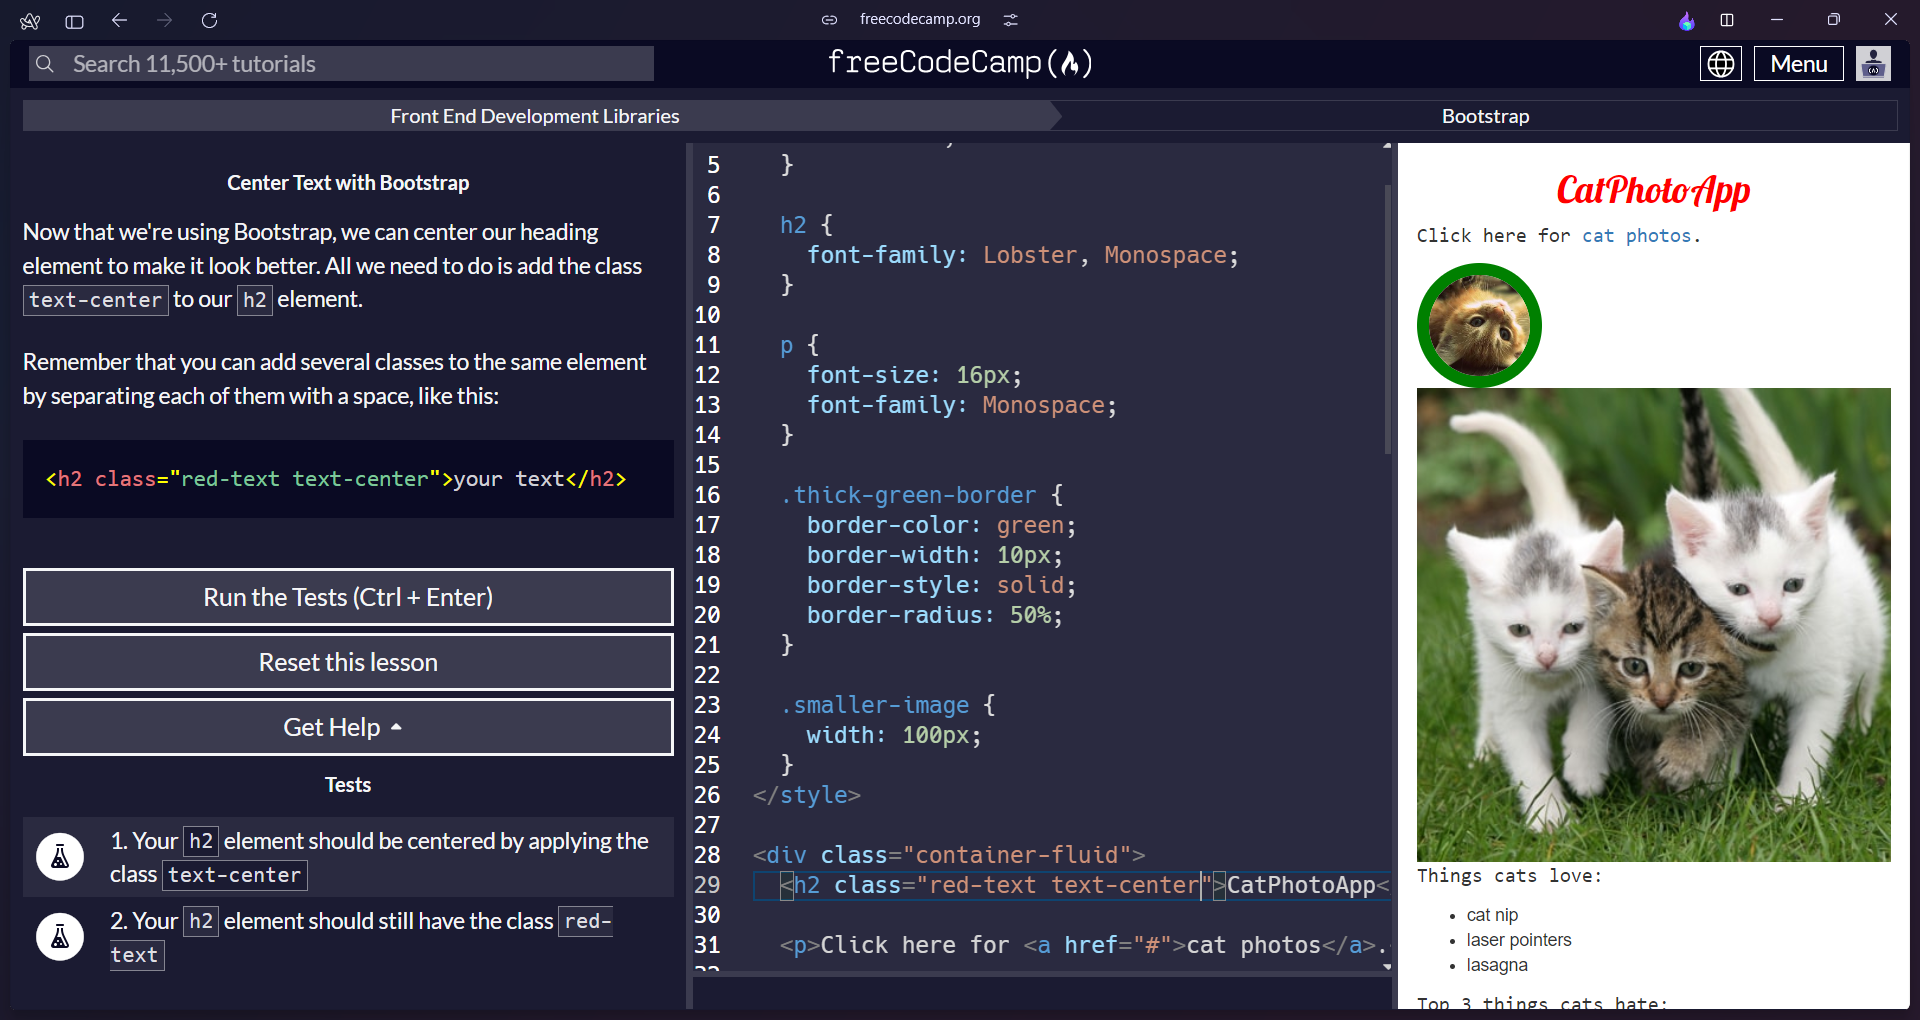 freecodecamp.org
Search 11,500+ tutorials
freeCodeCamp
Menu
Front End Development Libraries
Bootstrap
Center Text with Bootstrap
Now that we're using Bootstrap, we can center our heading
element to make it look better. All we need to do is add the class
text-center to our h2 element.
Remember that you can add several classes to the same element
by separating each of them with a space, like this:
<h2 class="red-text text-center">your text</h2>
Run the Tests (Ctrl + Enter)
Reset this lesson
Get Help
Tests
1. Your h2 element should be centered by applying the
class text-center
2. Your h2 element should still have the class red-
text
5 }
6
7 h2 {
8 font-family: Lobster, Monospace;
9 }
10
11 p {
12 font-size: 16px;
13 font-family: Monospace;
14 }
15
16 .thick-green-border {
17 border-color: green;
18 border-width: 10px;
19 border-style: solid;
20 border-radius: 50%;
21 }
22
23 .smaller-image {
24 width: 100px;
25 }
26 </style>
27
28 <div class="container-fluid">
29 <h2 class="red-text text-center">CatPhotoApp<
30
31 <p>Click here for <a href="#">cat photos</a>.
CatPhotoApp
Click here for cat photos.
Things cats love:
cat nip
laser pointers
lasagna
Top 3 things cats hate: